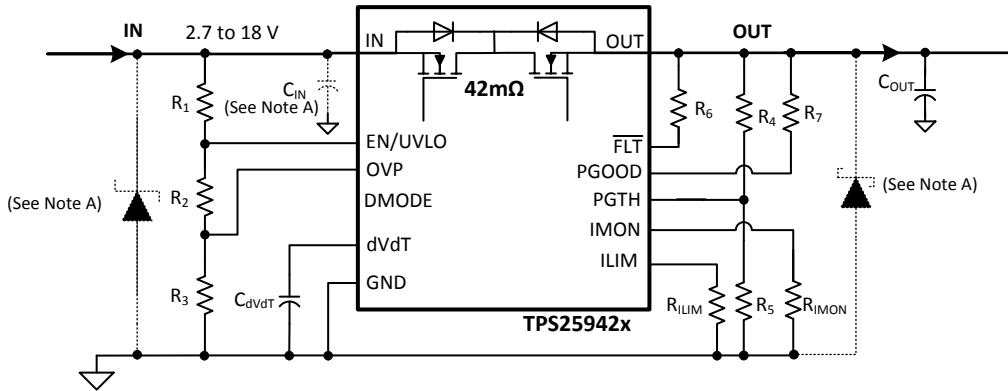 IN
2.7 to 18 V
IN
OUT
OUT
42mΩ
CIN
(See Note A)
COUT
R1
R6
R4
R7
EN/UVLO
FLT
OVP
PGOOD
(See Note A)
R2
DMODE
PGTH
(See Note A)
IMON
dVdT
ILIM
GND
R3
CdVdT
RILIM
R5
RIMON
TPS25942x